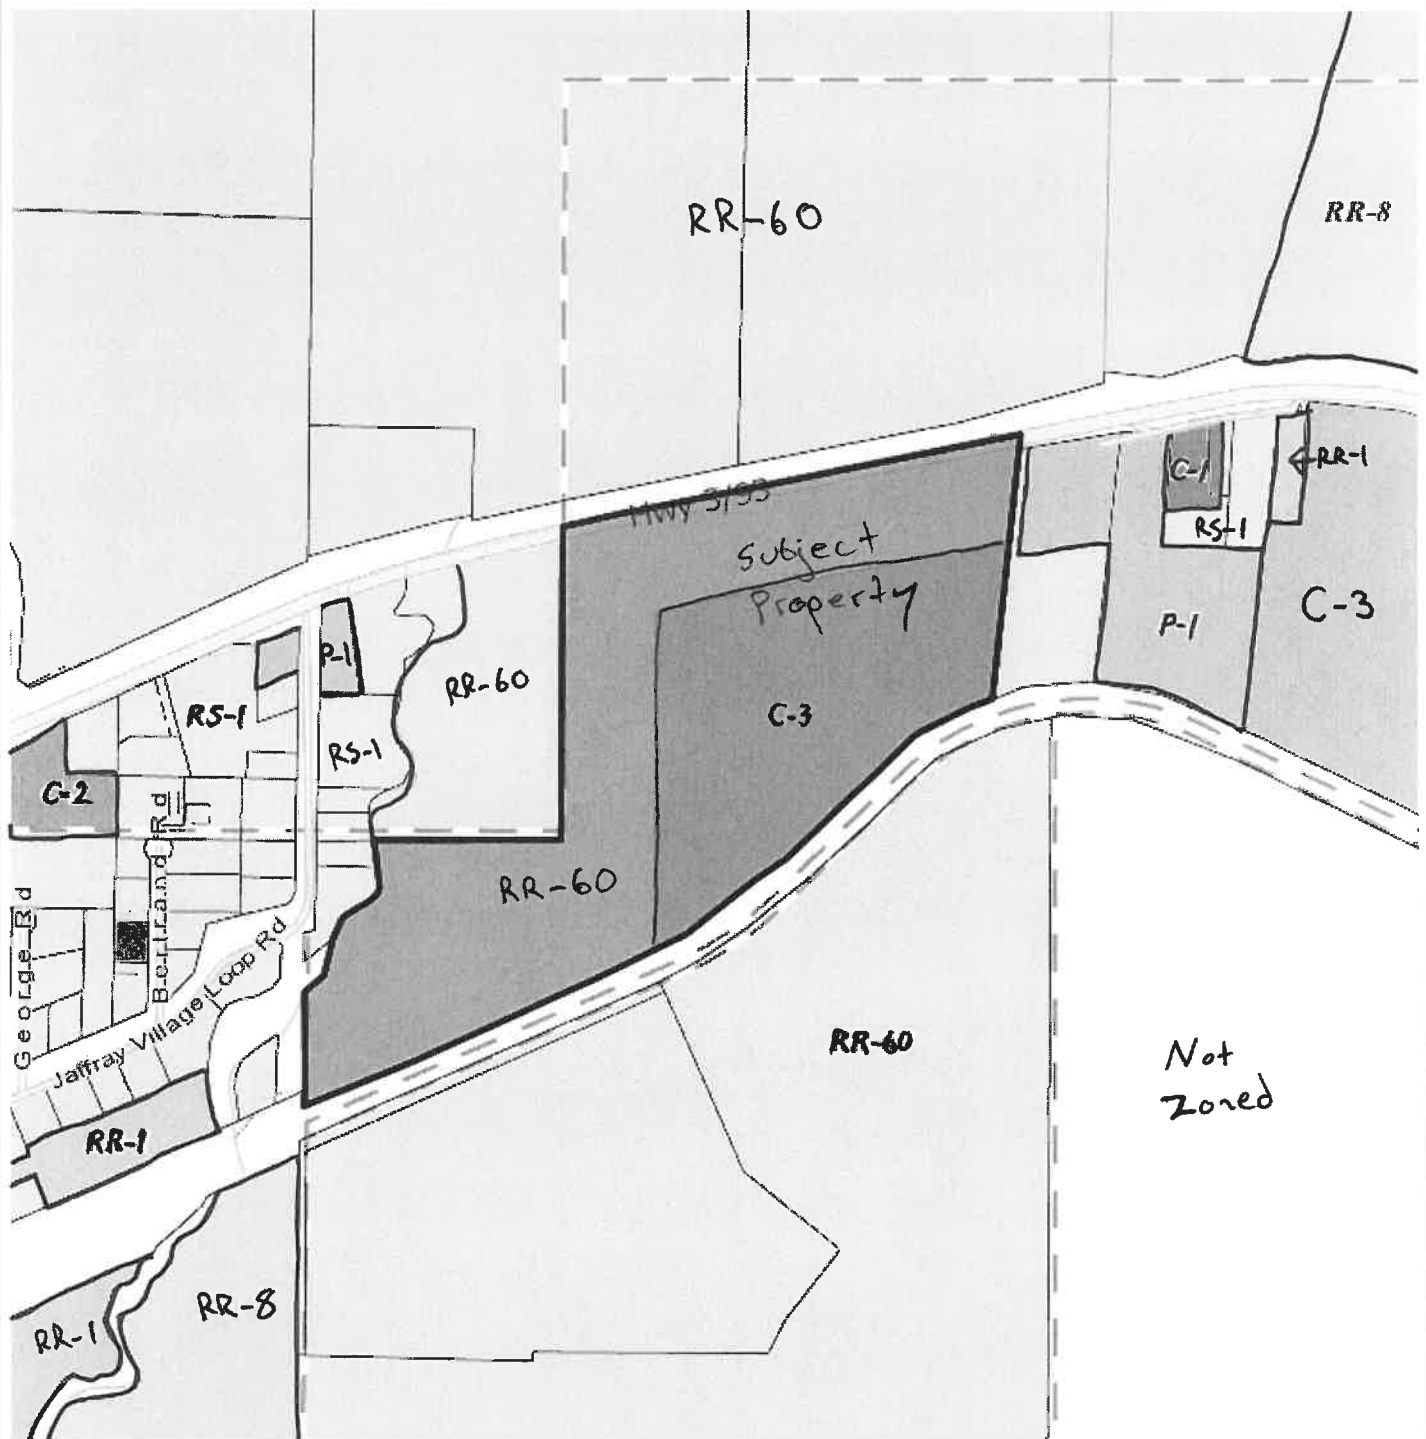 RR-60
RR-8
C-1
RR-1
Hwy 3/93
RS-1
Subject
Property
C-3
P-1
P-1
RR-60
RS-1
C-3
RS-1
C-2
RR-60
George Rd
Bertrand Rd
Jaffray Village Loop Rd
RR-60
Not
Zoned
RR-1
RR-8
RR-1